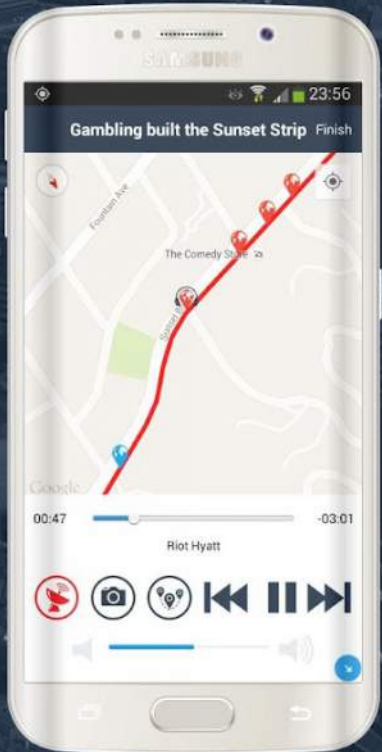 SAMSUNG
23:56
Gambling built the Sunset Strip Finish
Fountain Ave
The Comedy Store
Sunset B
Google
00:47 -03:01
Riot Hyatt